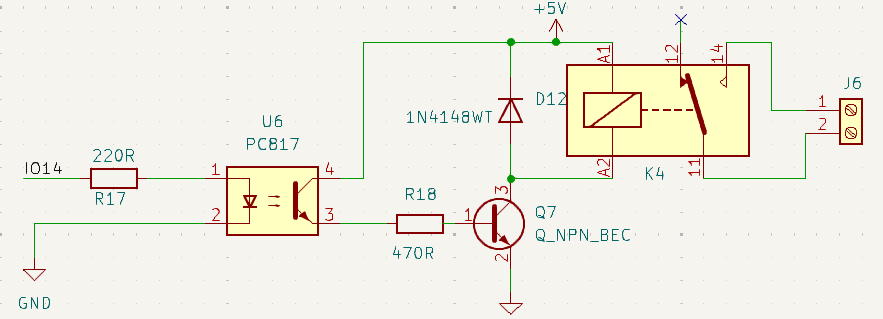 +5V
A1
12
14
J6
1
2
1N4148WT
D12
U6
PC817
220R
IO14
1
4
R17
A2
K4
11
R18
3
2
3
1
Q7
Q_NPN_BEC
470R
2
GND